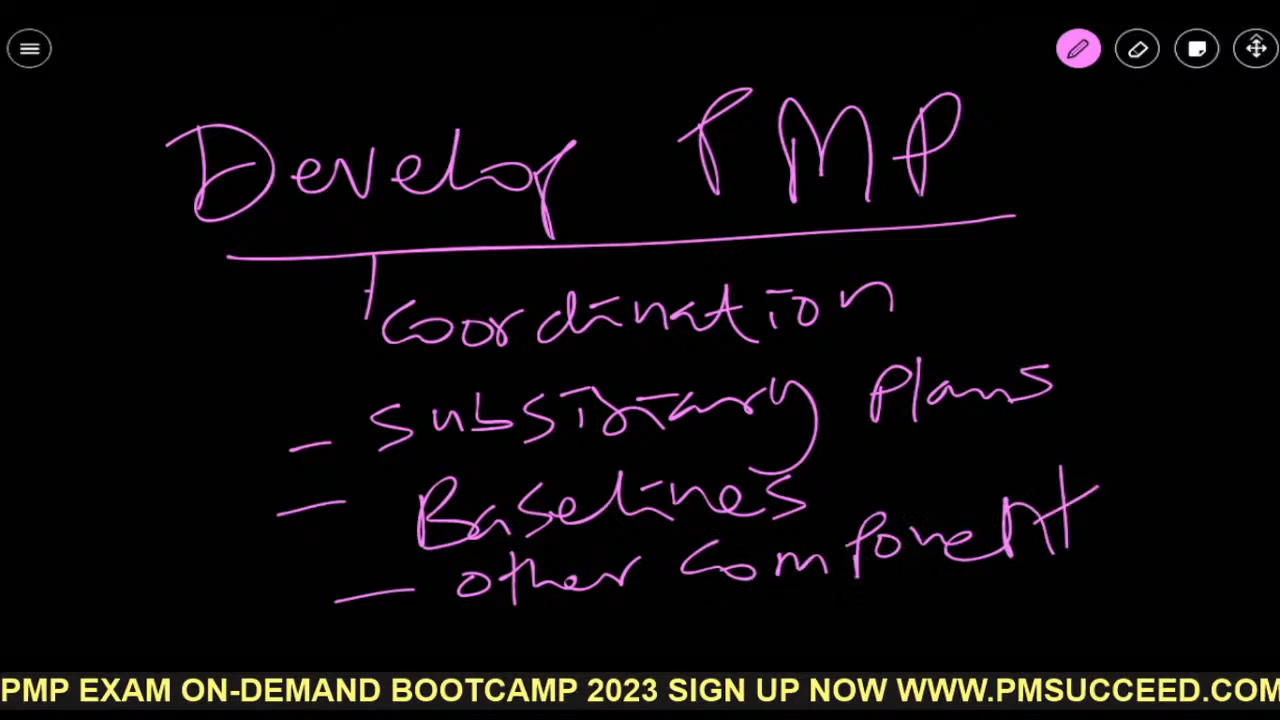 Develop PMP
Coordination
- Subsidiary Plans
- Baselines
- other component
PMP EXAM ON-DEMAND BOOTCAMP 2023 SIGN UP NOW WWW.PMSUCCEED.COM